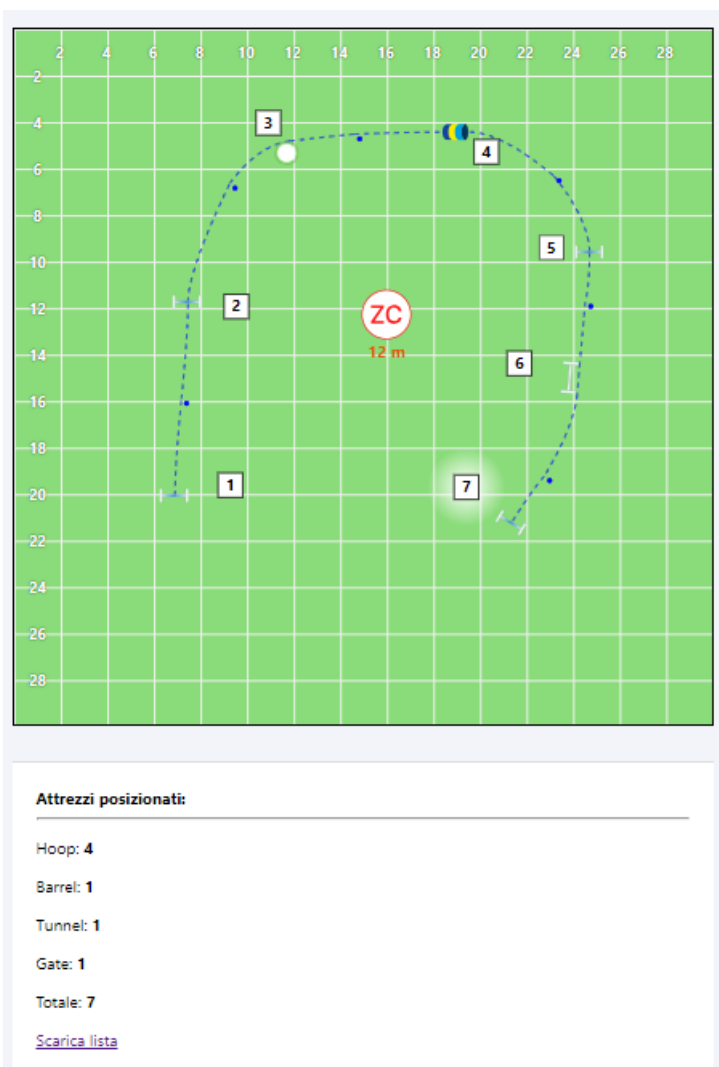 2 4 6 8 10 12 14 16 18 20 22 24 26 28
2
4
3
4
6
8
5
10
2
12
ZC
12 m
14
6
16
18
1
7
20
22
24
26
28
Attrezzi posizionati:
Hoop: 4
Barrel: 1
Tunnel: 1
Gate: 1
Totale: 7
Scarica lista